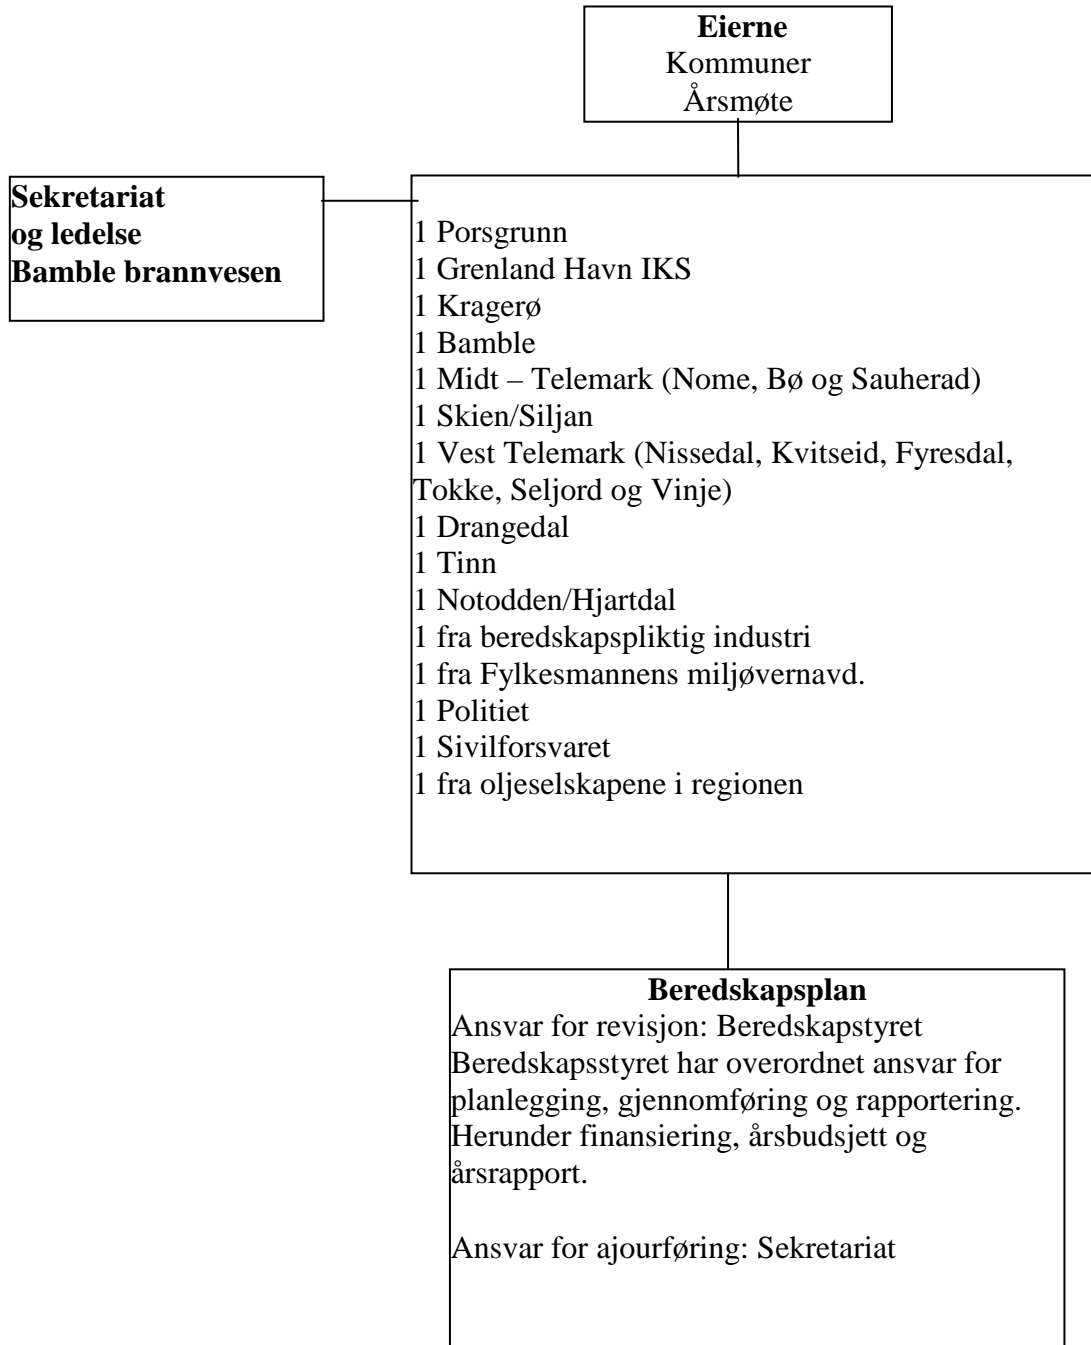 Eierne
Kommuner
Årsmøte
Sekretariat
og ledelse
Bamble brannvesen
1 Porsgrunn
1 Grenland Havn IKS
1 Kragerø
1 Bamble
1 Midt – Telemark (Nome, Bø og Sauherad)
1 Skien/Siljan
1 Vest Telemark (Nissedal, Kvitseid, Fyresdal,
Tokke, Seljord og Vinje)
1 Drangedal
1 Tinn
1 Notodden/Hjartdal
1 fra beredskapspliktig industri
1 fra Fylkesmannens miljøvernavd.
1 Politiet
1 Sivilforsvaret
1 fra oljeselskapene i regionen
Beredskapsplan
Ansvar for revisjon: Beredskapstyret
Beredskapsstyret har overordnet ansvar for
planlegging, gjennomføring og rapportering.
Herunder finansiering, årsbudsjett og
årsrapport.
Ansvar for ajourføring: Sekretariat